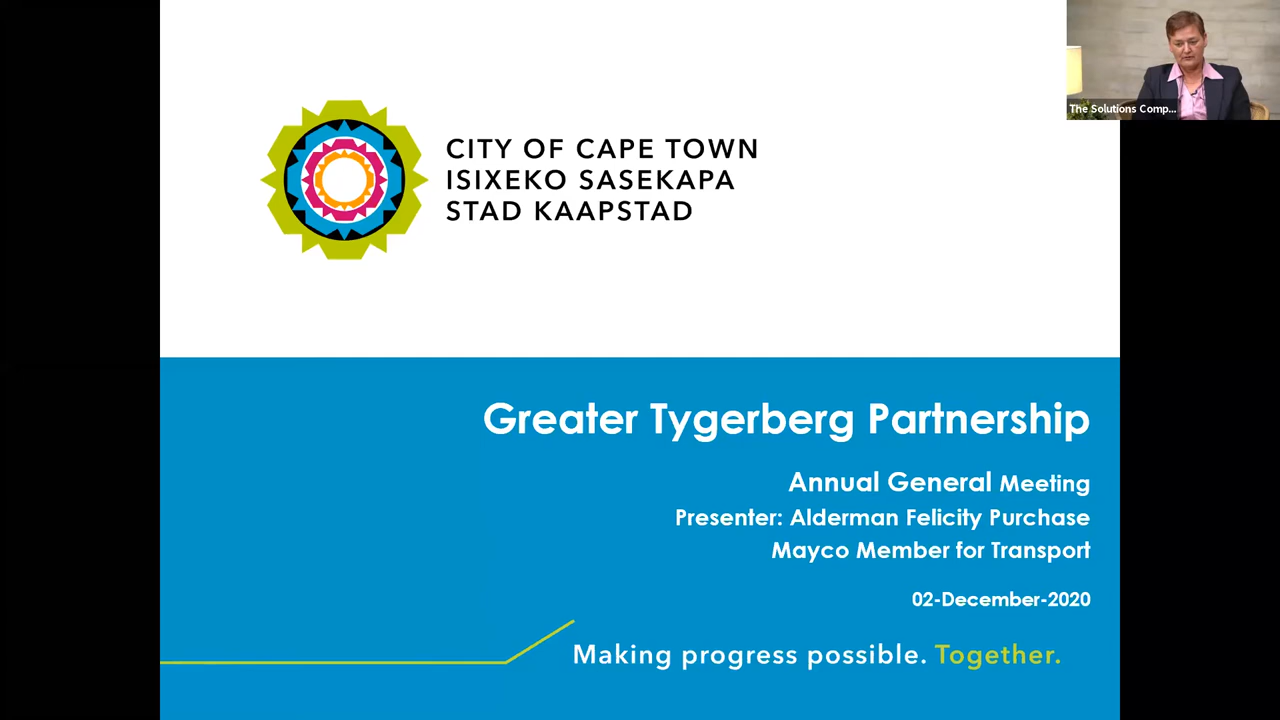 The Solutions Comp...
CITY OF CAPE TOWN
ISIXEKO SASEKAPA
STAD KAAPSTAD
Greater Tygerberg Partnership
Annual General Meeting
Presenter: Alderman Felicity Purchase
Mayco Member for Transport
02-December-2020
Making progress possible. Together.